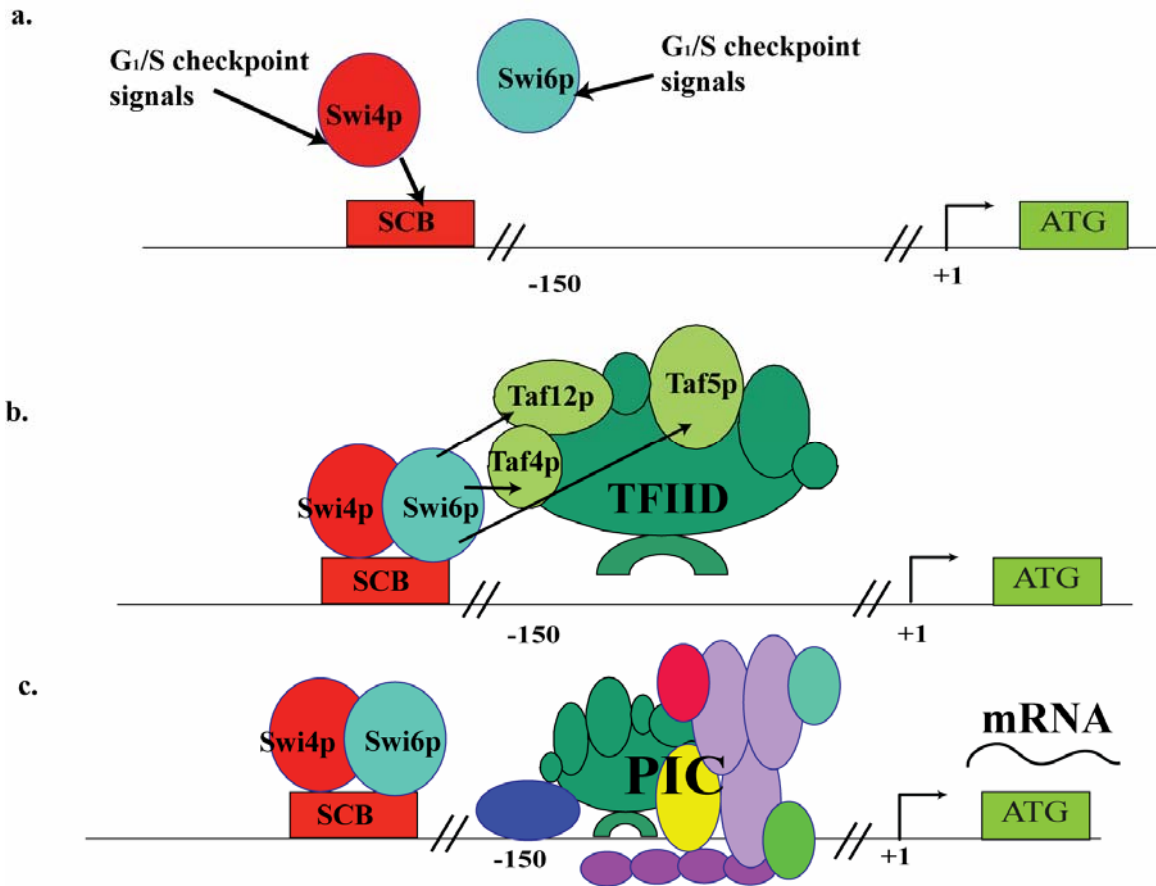 a.
G₁/S checkpoint
signals
Swi4p
Swi6p
G₁/S checkpoint
signals
SCB
ATG
-150
+1
b.
Taf12p
Taf5p
Taf4p
Swi4p
Swi6p
TFIID
SCB
ATG
-150
+1
c.
mRNA
Swi4p
Swi6p
PIC
SCB
ATG
-150
+1